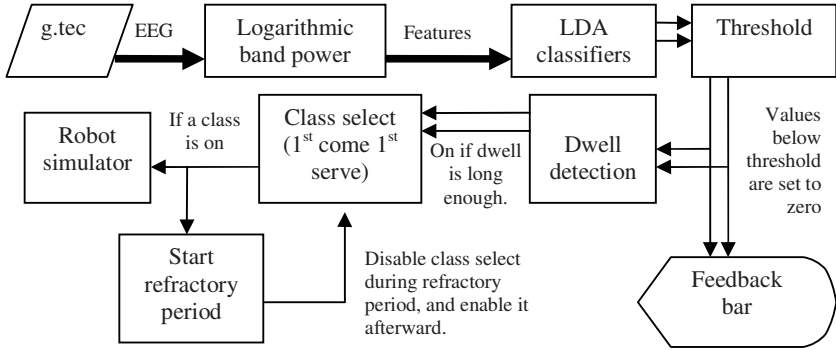 g.tec
EEG
Logarithmic
band power
Features
LDA
classifiers
Threshold
Robot
simulator
If a class
is on
Class select
(1st come 1st
serve)
On if dwell
is long
enough.
Dwell
detection
Values
below
threshold
are set to
zero
Start
refractory
period
Disable class select
during refractory
period, and enable it
afterward.
Feedback
bar